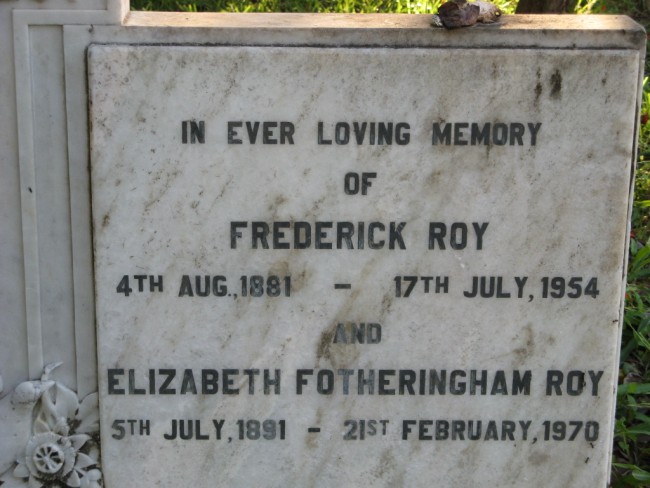 IN EVER LOVING MEMORY
OF
FREDERICK ROY
4TH AUG., 1881 - 17TH JULY, 1954
AND
ELIZABETH FOTHERINGHAM ROY
5TH JULY, 1891 - 21ST FEBRUARY, 1970